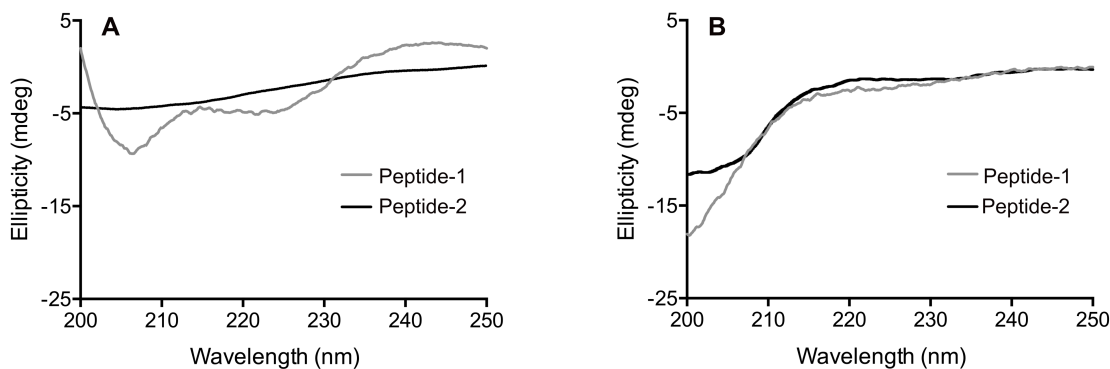 A
5
-5
-15
-25
Ellipticity (mdeg)
Peptide-1
Peptide-2
200 210 220 230 240 250
Wavelength (nm)
B
5
-5
-15
-25
Ellipticity (mdeg)
Peptide-1
Peptide-2
200 210 220 230 240 250
Wavelength (nm)